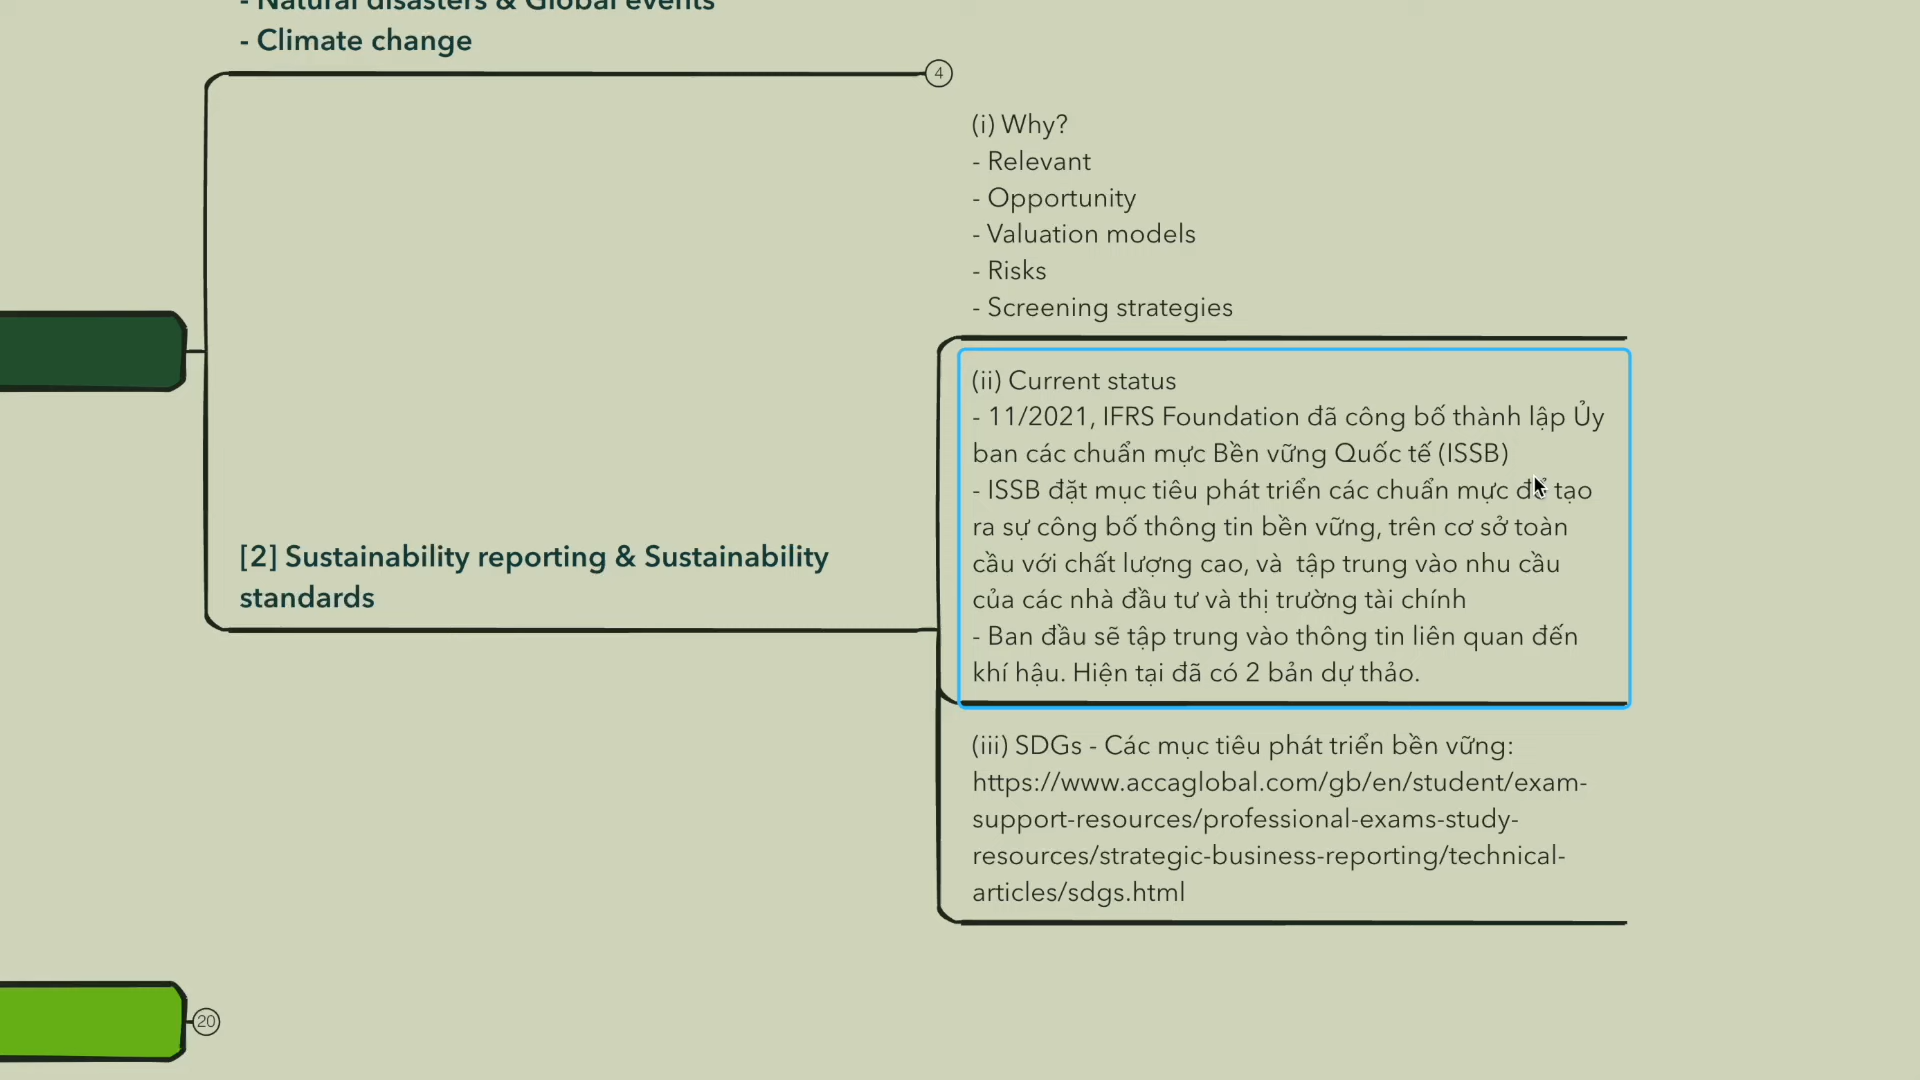 - Natural disasters & Global events
- Climate change
4
(i) Why?
- Relevant
- Opportunity
- Valuation models
- Risks
- Screening strategies
(ii) Current status
- 11/2021, IFRS Foundation đã công bố thành lập Ủy
ban các chuẩn mực Bền vững Quốc tế (ISSB)
- ISSB đặt mục tiêu phát triển các chuẩn mực để tạo
ra sự công bố thông tin bền vững, trên cơ sở toàn
cầu với chất lượng cao, và  tập trung vào nhu cầu
của các nhà đầu tư và thị trường tài chính
- Ban đầu sẽ tập trung vào thông tin liên quan đến
khí hậu. Hiện tại đã có 2 bản dự thảo.
[2] Sustainability reporting & Sustainability
standards
(iii) SDGs - Các mục tiêu phát triển bền vững:
https://www.accaglobal.com/gb/en/student/exam-
support-resources/professional-exams-study-
resources/strategic-business-reporting/technical-
articles/sdgs.html
20